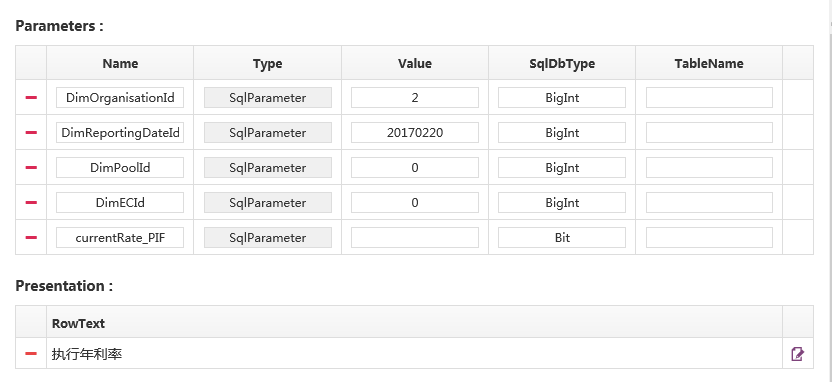 Parameters :
Name Type Value SqlDbType TableName
DimOrganisationId SqlParameter 2 BigInt
DimReportingDateId SqlParameter 20170220 BigInt
DimPoolId SqlParameter 0 BigInt
DimECId SqlParameter 0 BigInt
currentRate_PIF SqlParameter Bit
Presentation :
RowText
执行年利率